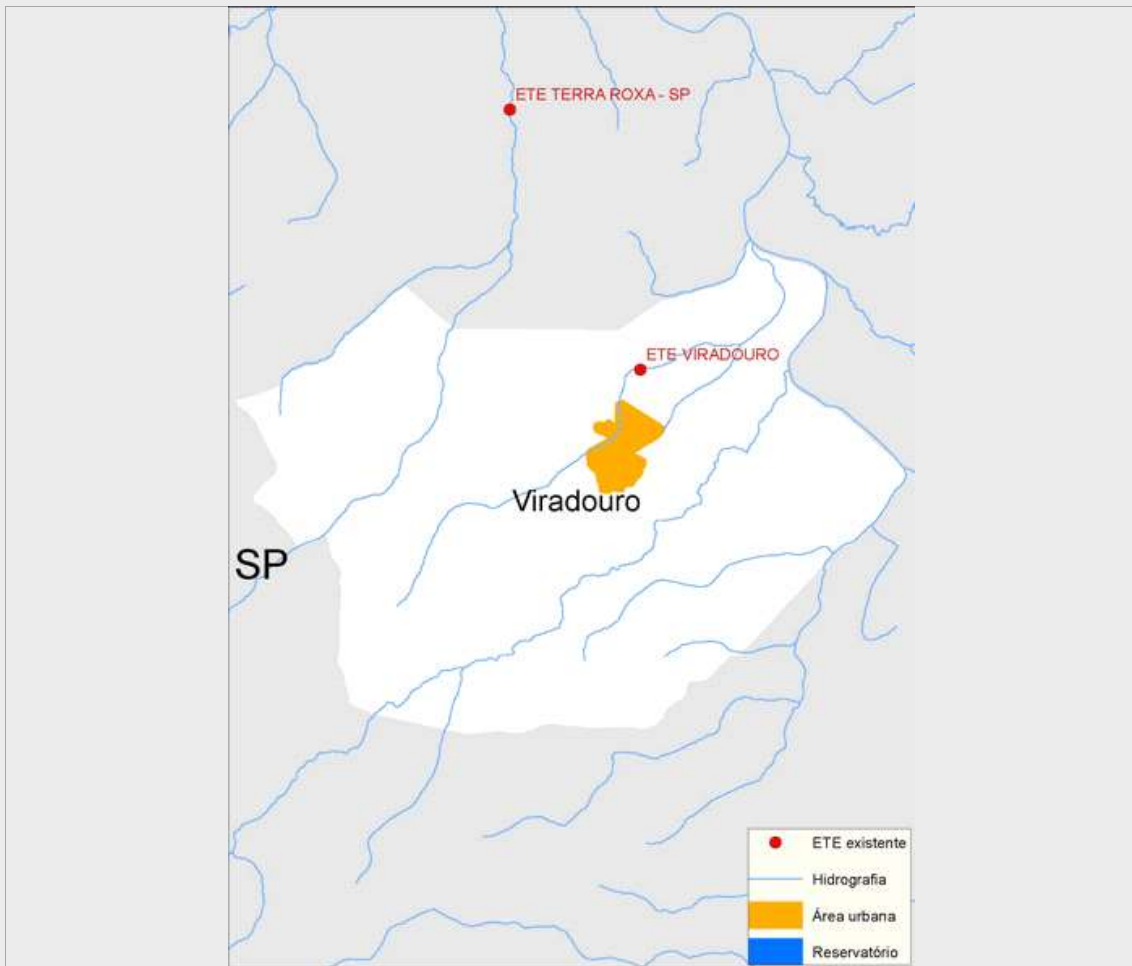 ETE TERRA ROXA - SP
ETE VIRADOURO
Viradouro
SP
ETE existente
Hidrografia
Área urbana
Reservatório